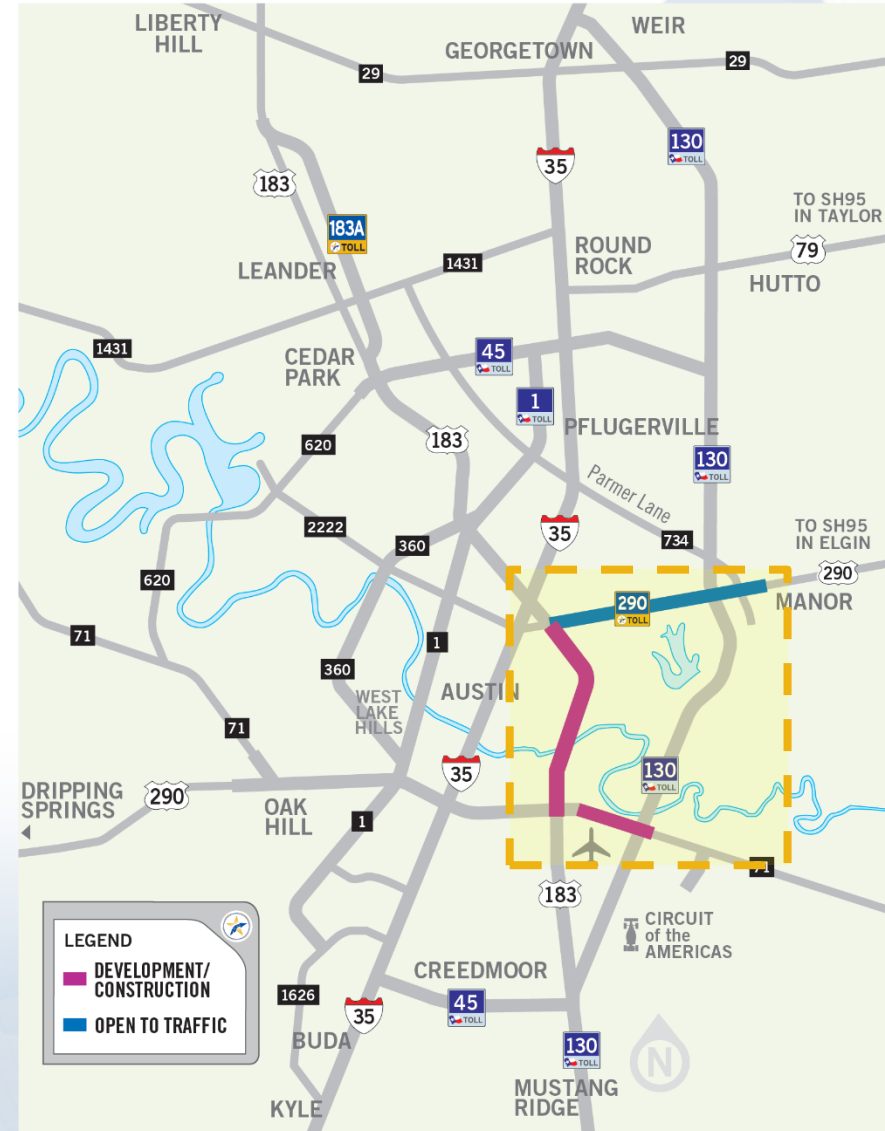 LIBERTY
HILL
WEIR
GEORGETOWN
29
29
35
130
TOLL
183
183A
TOLL
TO SH95
IN TAYLOR
ROUND
ROCK
79
LEANDER
1431
HUTTO
1431
CEDAR
PARK
45
TOLL
1
TOLL
PFLUGERVILLE
183
620
130
TOLL
Parmer Lane
2222
35
734
TO SH95
IN ELGIN
360
290
620
290
TOLL
MANOR
71
1
360
WEST
LAKE
HILLS
AUSTIN
71
35
130
TOLL
DRIPPING
SPRINGS
290
OAK
HILL
1
71
183
CIRCUIT
of the
AMERICAS
LEGEND
DEVELOPMENT/
CONSTRUCTION
OPEN TO TRAFFIC
CREEDMOOR
1626
35
45
TOLL
BUDA
130
TOLL
N
MUSTANG
RIDGE
KYLE